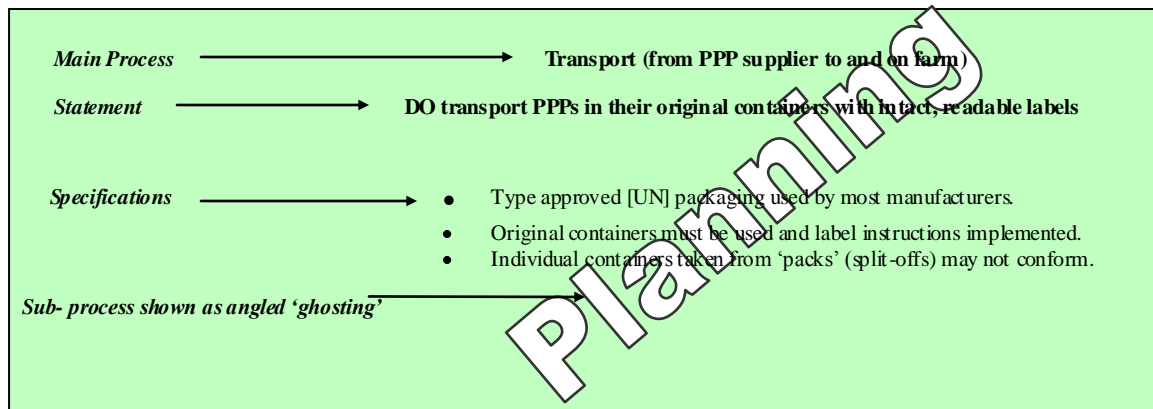 Main Process Transport (from PPP supplier to and on farm)
Statement DO transport PPPs in their original containers with intact, readable labels
Specifications • Type approved [UN] packaging used by most manufacturers.
• Original containers must be used and label instructions implemented.
• Individual containers taken from ‘packs’ (split-offs) may not conform.
Sub- process shown as angled ‘ghosting’
Planning